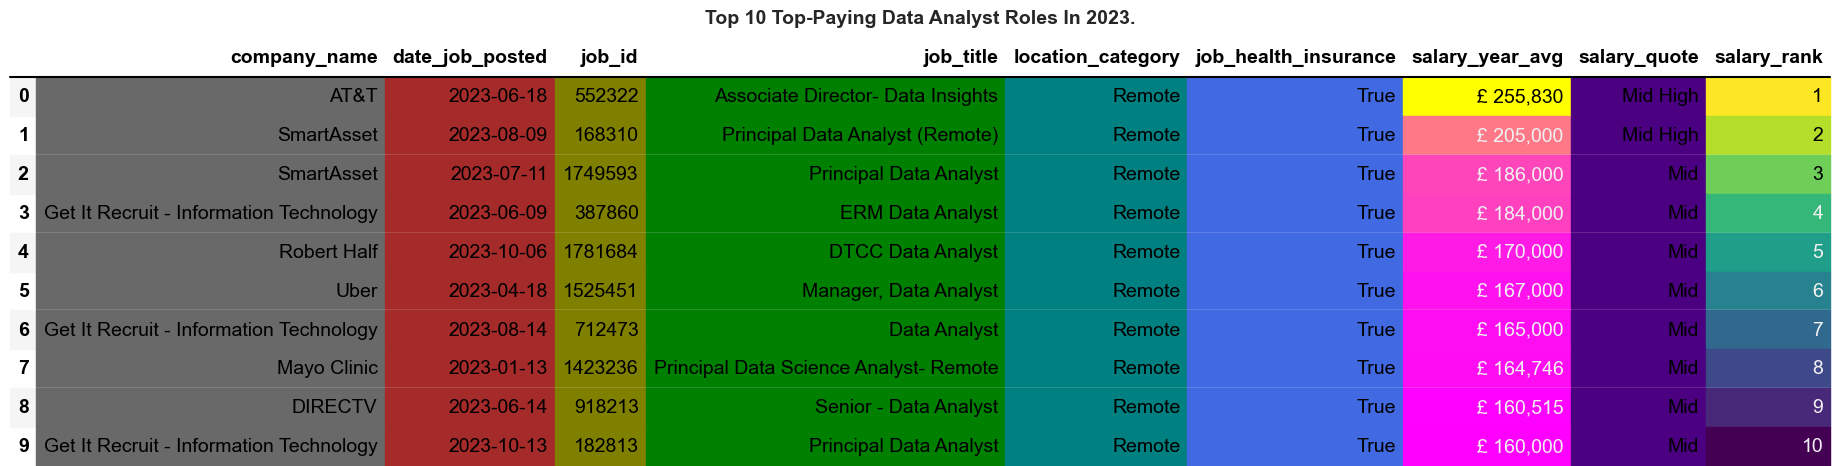 Top 10 Top-Paying Data Analyst Roles In 2023.
company_name date_job_posted job_id job_title location_category job_health_insurance salary_year_avg salary_quote salary_rank
0 AT&T 2023-06-18 552322 Associate Director- Data Insights Remote True £ 255,830 Mid High 1
1 SmartAsset 2023-08-09 168310 Principal Data Analyst (Remote) Remote True £ 205,000 Mid High 2
2 SmartAsset 2023-07-11 1749593 Principal Data Analyst Remote True £ 186,000 Mid 3
3 Get It Recruit - Information Technology 2023-06-09 387860 ERM Data Analyst Remote True £ 184,000 Mid 4
4 Robert Half 2023-10-06 1781684 DTCC Data Analyst Remote True £ 170,000 Mid 5
5 Uber 2023-04-18 1525451 Manager, Data Analyst Remote True £ 167,000 Mid 6
6 Get It Recruit - Information Technology 2023-08-14 712473 Data Analyst Remote True £ 165,000 Mid 7
7 Mayo Clinic 2023-01-13 1423236 Principal Data Science Analyst- Remote Remote True £ 164,746 Mid 8
8 DIRECTV 2023-06-14 918213 Senior - Data Analyst Remote True £ 160,515 Mid 9
9 Get It Recruit - Information Technology 2023-10-13 182813 Principal Data Analyst Remote True £ 160,000 Mid 10